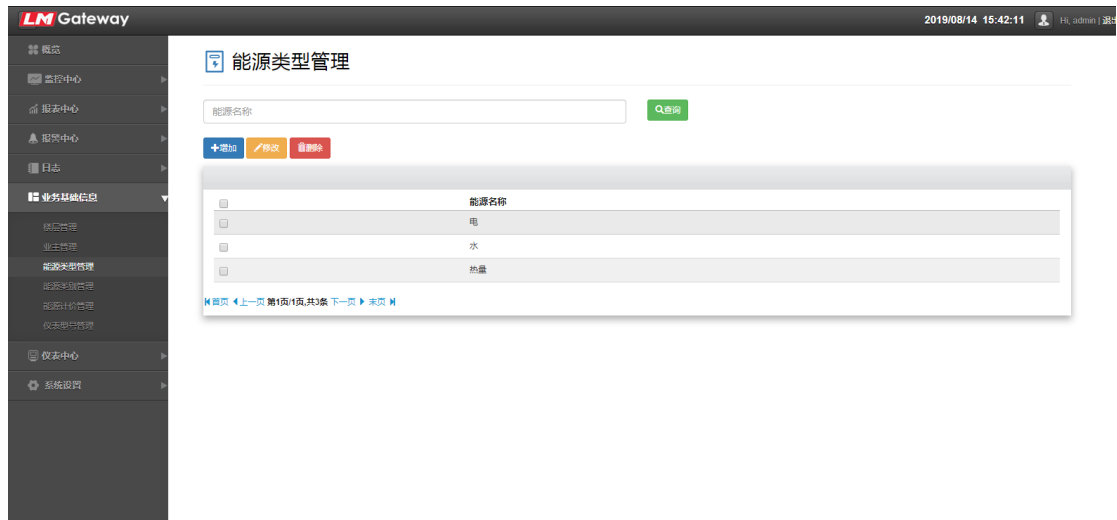 LM Gateway
2019/08/14 15:42:11 Hi, admin | 退出
概览
监控中心
报表中心
报警中心
日志
业务基础信息
楼层管理
业主管理
能源类型管理
能源类别管理
能源计价管理
仪表型号管理
仪表中心
系统设置
能源类型管理
能源名称
查询
增加 修改 删除
能源名称
电
水
热量
首页 上一页 第1页/1页,共3条 下一页 末页